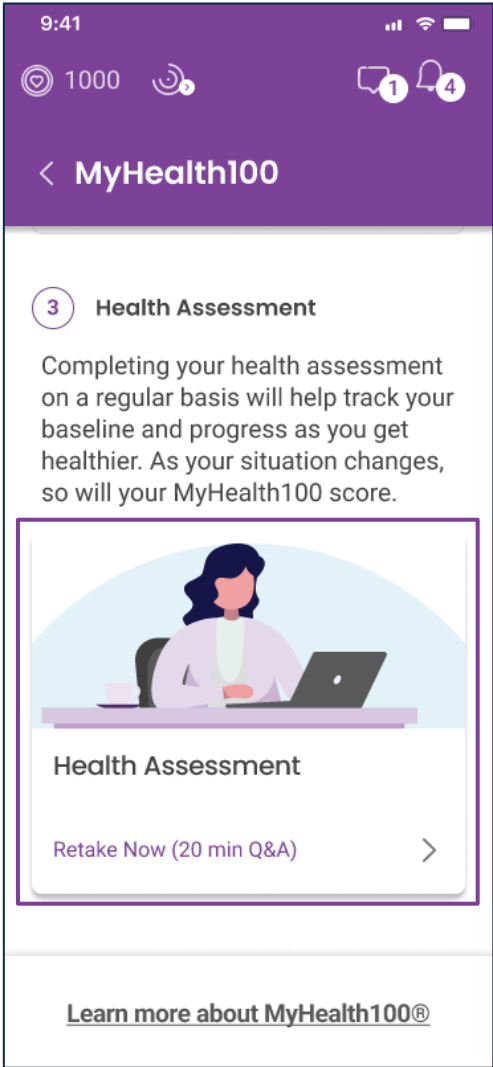 9:41
1000
1
4
MyHealth100
3 Health Assessment
Completing your health assessment
on a regular basis will help track your
baseline and progress as you get
healthier. As your situation changes,
so will your MyHealth100 score.
Health Assessment
Retake Now (20 min Q&A)
Learn more about MyHealth100®